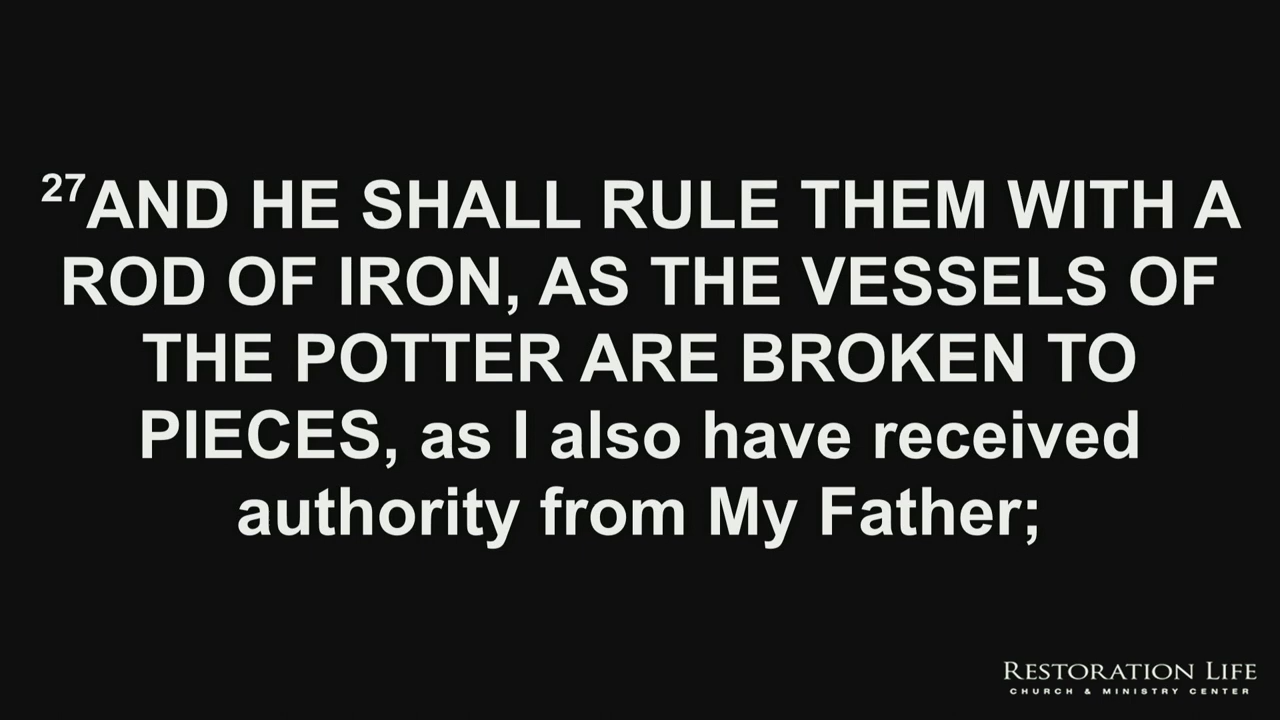 27AND HE SHALL RULE THEM WITH A
ROD OF IRON, AS THE VESSELS OF
THE POTTER ARE BROKEN TO
PIECES, as I also have received
authority from My Father;
RESTORATION LIFE
CHURCH & MINISTRY CENTER